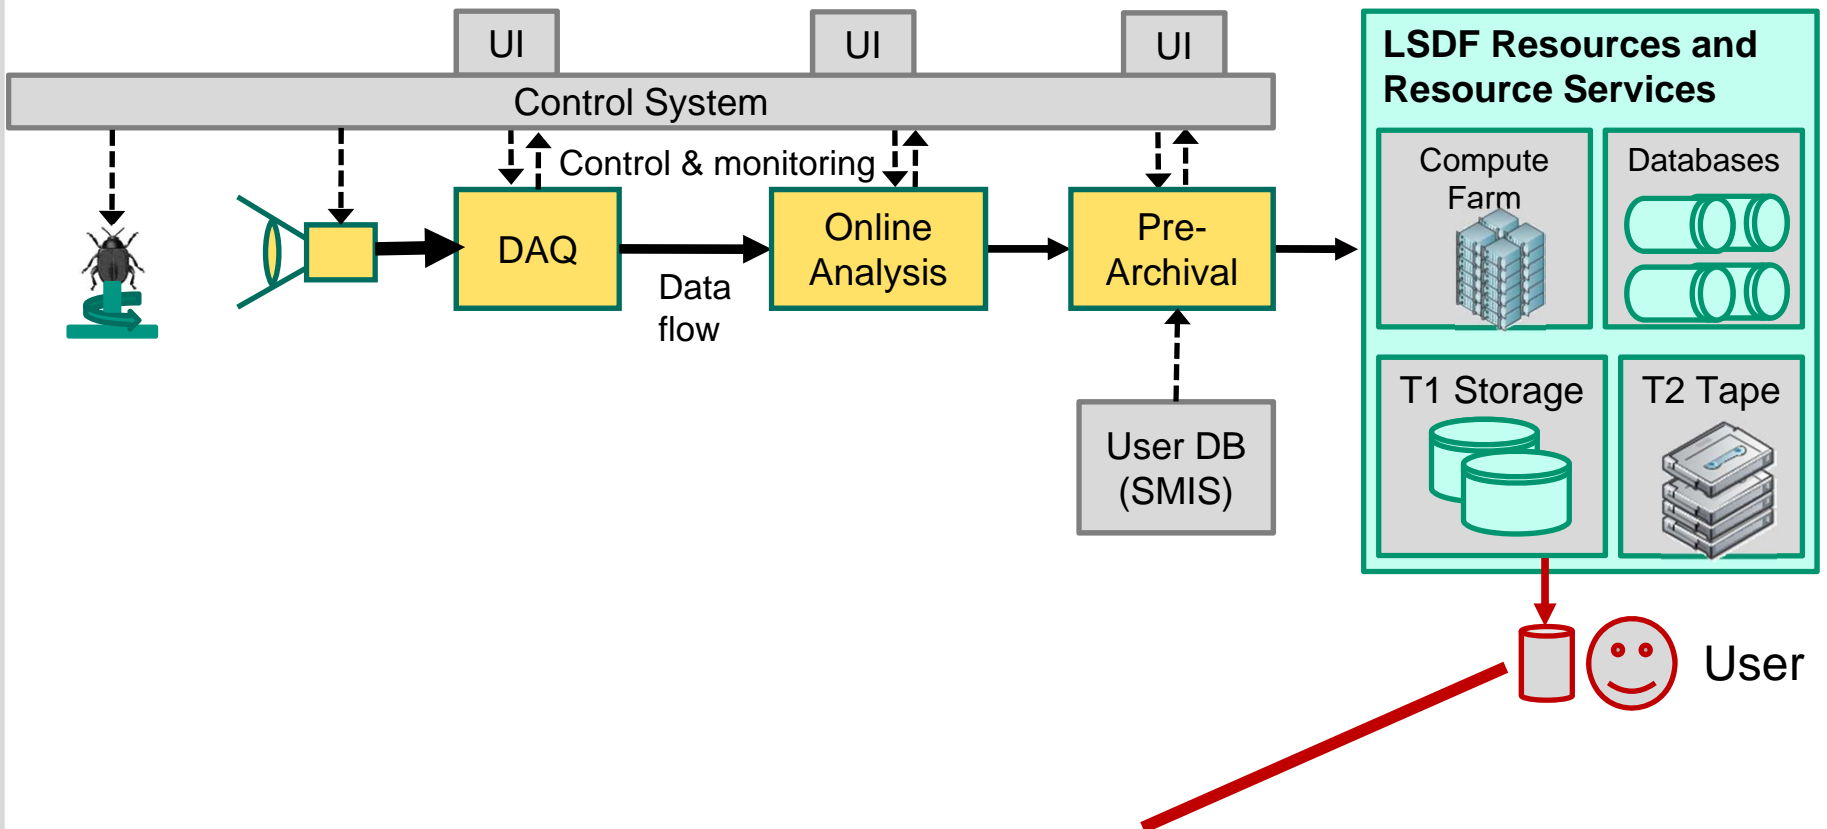 UI
UI
UI
Control System
Control & monitoring
DAQ
Data
flow
Online
Analysis
Pre-
Archival
User DB
(SMIS)
LSDF Resources and
Resource Services
Compute
Farm
Databases
T1 Storage
T2 Tape
User